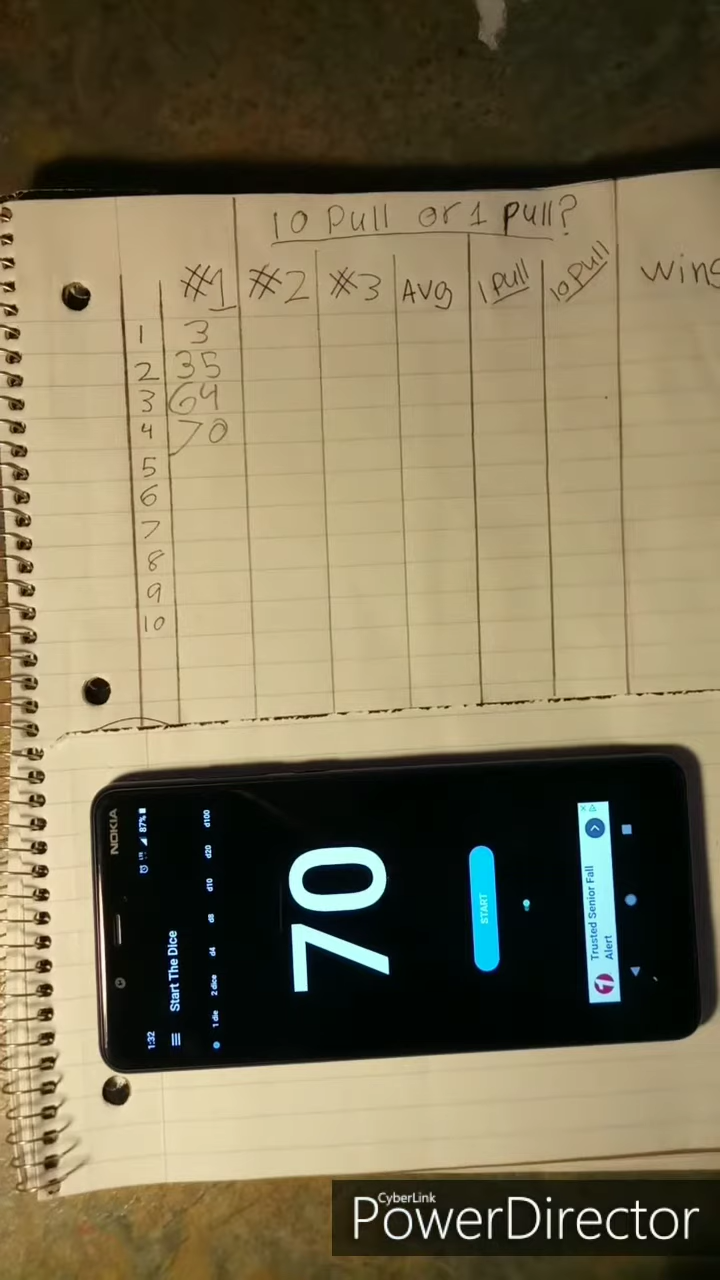 10 Pull or 1 Pull?
#1 #2 #3 AVg 1 Pull 10 Pull wins
1 3
2 35
3 64
4 70
5
6
7
8
9
10
NOKIA
1:32 LTE 87%
Start The Dice
1 die 2 dice d4 d8 d10 d20 d100
70
START
Trusted Senior Fall
Alert
CyberLink
PowerDirector